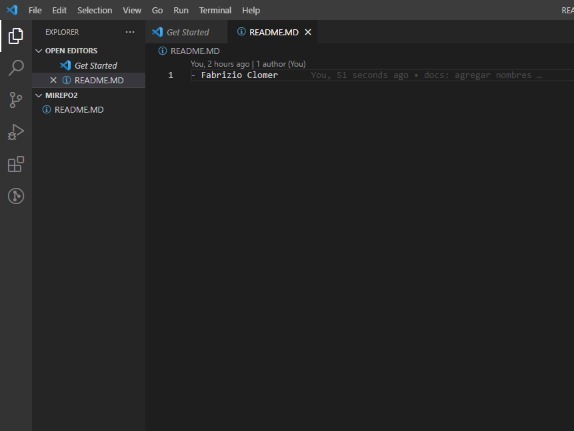 File Edit Selection View Go Run Terminal Help REA
EXPLORER ...
OPEN EDITORS
Get Started
README.MD
MIREPO2
README.MD
Get Started README.MD
README.MD
You, 2 hours ago | 1 author (You)
1 - Fabrizio Clomer You, 51 seconds ago • docs: agregar nombres …